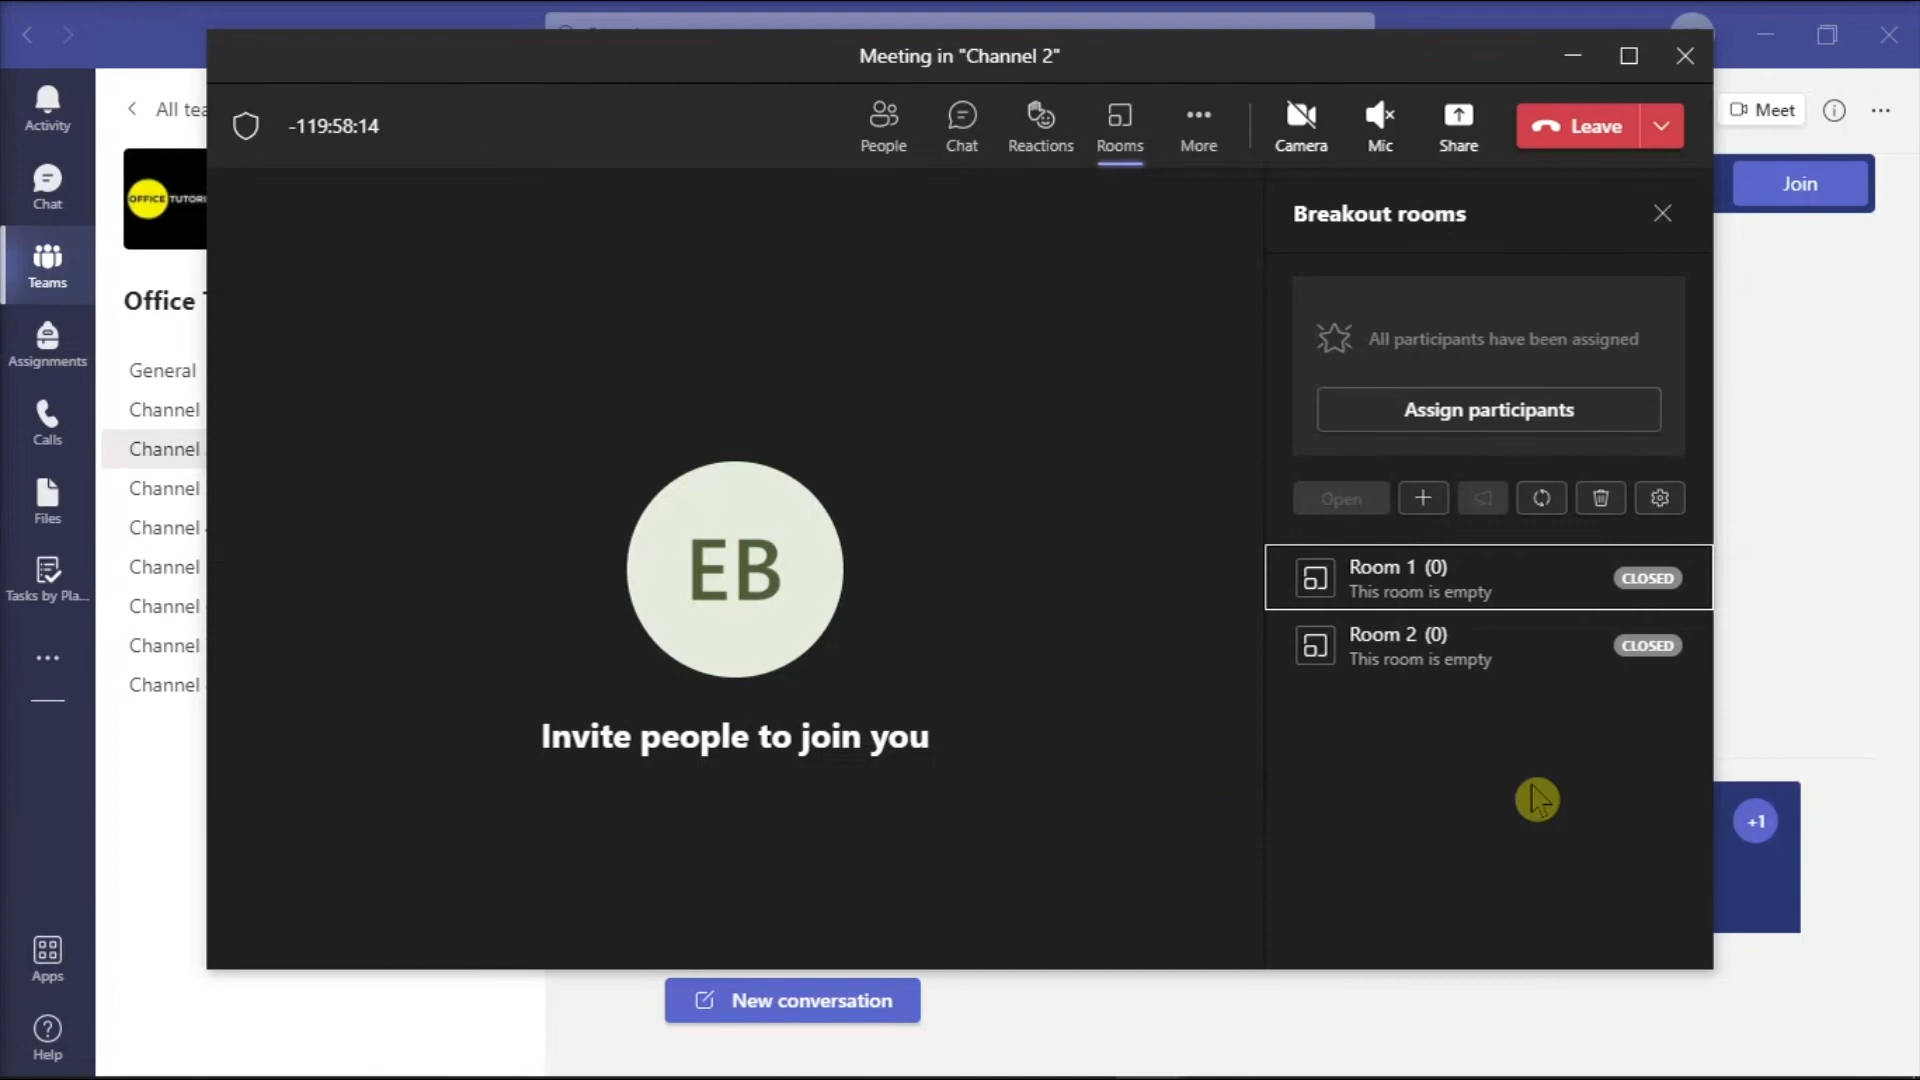 Meeting in "Channel 2"
Activity
Chat
Teams
Assignments
Calls
Files
Tasks by Pla...
Apps
Help
All tea
OFFICE TUTORI
Office
General
Channel
Channel
Channel
Channel
Channel
Channel
Channel
Channel
-119:58:14
People
Chat
Reactions
Rooms
More
Camera
Mic
Share
Leave
Meet
Join
EB
Invite people to join you
Breakout rooms
All participants have been assigned
Assign participants
Open
Room 1 (0)
This room is empty
CLOSED
Room 2 (0)
This room is empty
CLOSED
+1
New conversation